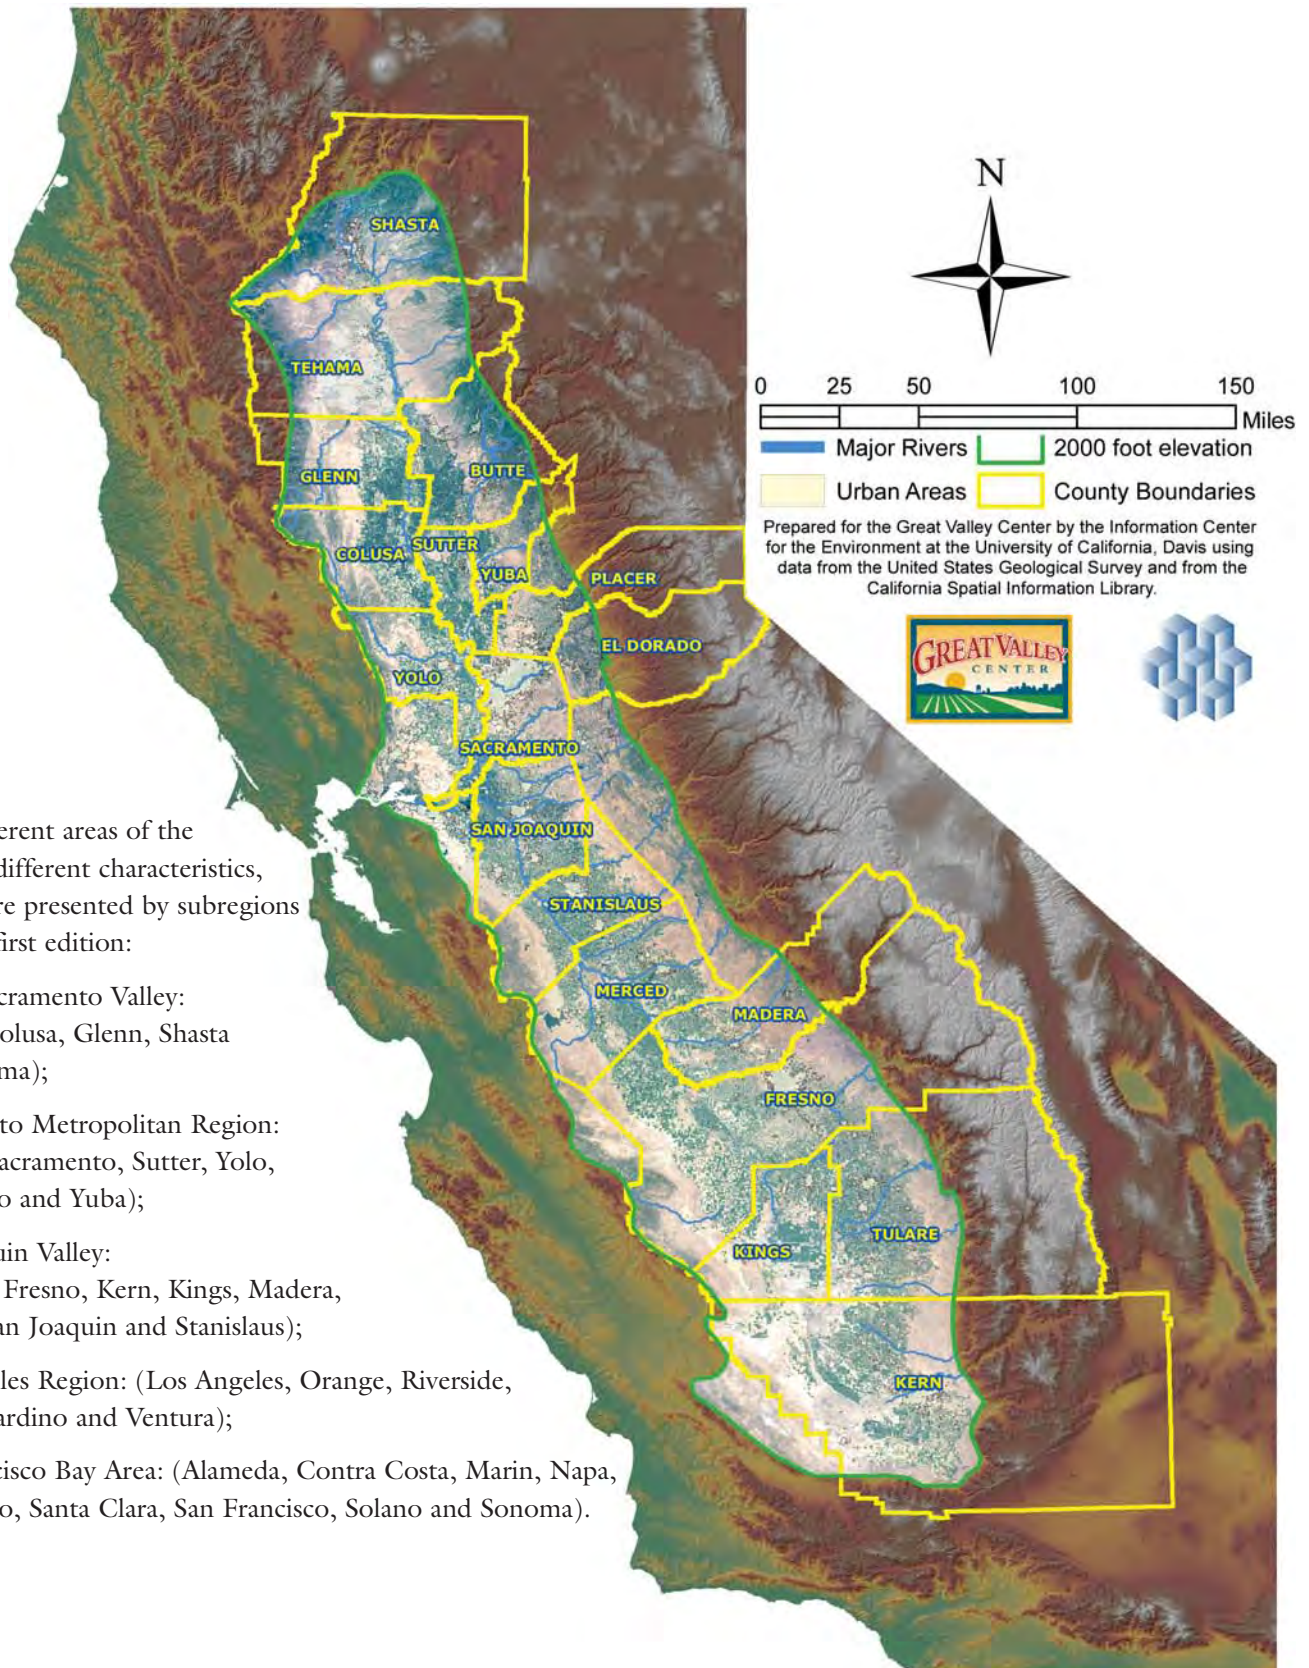 N
0 25 50 100 150
Miles
Major Rivers 2000 foot elevation
Urban Areas County Boundaries
Prepared for the Great Valley Center by the Information Center
for the Environment at the University of California, Davis using
data from the United States Geological Survey and from the
California Spatial Information Library.
GREAT VALLEY
CENTER
SHASTA
TEHAMA
GLENN
BUTTE
COLUSA
SUTTER
YUBA
PLACER
EL DORADO
YOLO
SACRAMENTO
SAN JOAQUIN
STANISLAUS
MERCED
MADERA
FRESNO
KINGS
TULARE
KERN
erent areas of the
different characteristics,
re presented by subregions
first edition:
cramento Valley:
olusa, Glenn, Shasta
ma);
to Metropolitan Region:
acramento, Sutter, Yolo,
o and Yuba);
uin Valley:
Fresno, Kern, Kings, Madera,
an Joaquin and Stanislaus);
les Region: (Los Angeles, Orange, Riverside,
ardino and Ventura);
cisco Bay Area: (Alameda, Contra Costa, Marin, Napa,
o, Santa Clara, San Francisco, Solano and Sonoma).